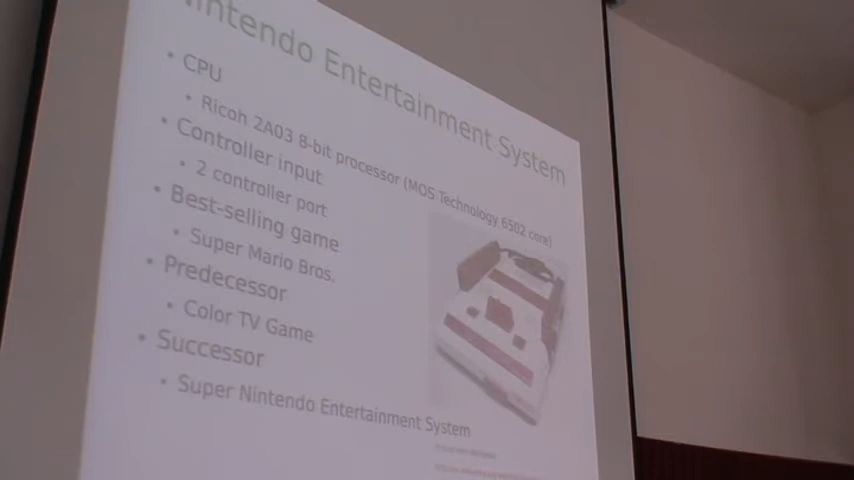 Nintendo Entertainment System
• CPU
• Ricoh 2A03 8-bit processor (MOS Technology 6502 core)
• Controller input
• 2 controller port
• Best-selling game
• Super Mario Bros.
• Predecessor
• Color TV Game
• Successor
• Super Nintendo Entertainment System